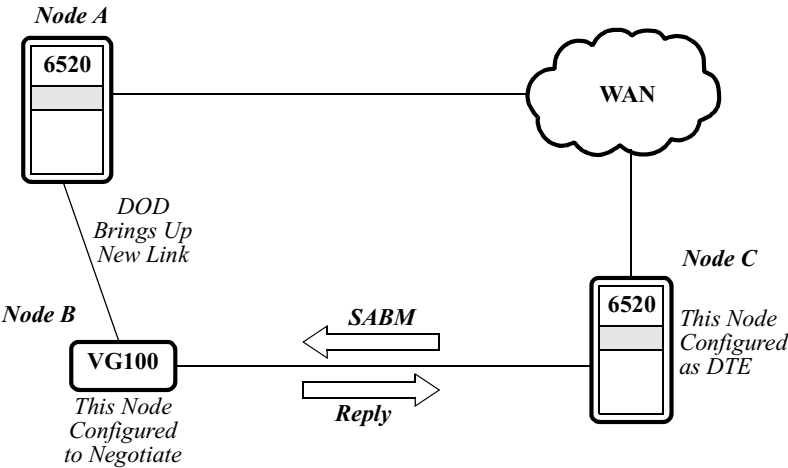 Node A
6520
WAN
DOD
Brings Up
New Link
Node C
Node B
6520
SABM
This Node
Configured
as DTE
VG100
Reply
This Node
Configured
to Negotiate